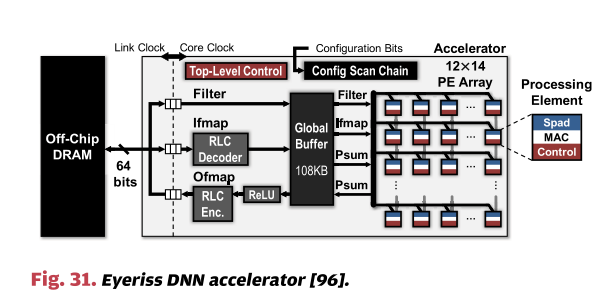 Link Clock
Core Clock
Configuration Bits
Accelerator
Top-Level Control
Config Scan Chain
12×14
PE Array
Processing
Element
Off-Chip
DRAM
64
bits
Filter
Ifmap
RLC
Decoder
Ofmap
RLC
Enc.
ReLU
Global
Buffer
108KB
Filter
Ifmap
Psum
Psum
...
...
...
...
Spad
MAC
Control
Fig. 31. Eyeriss DNN accelerator [96].